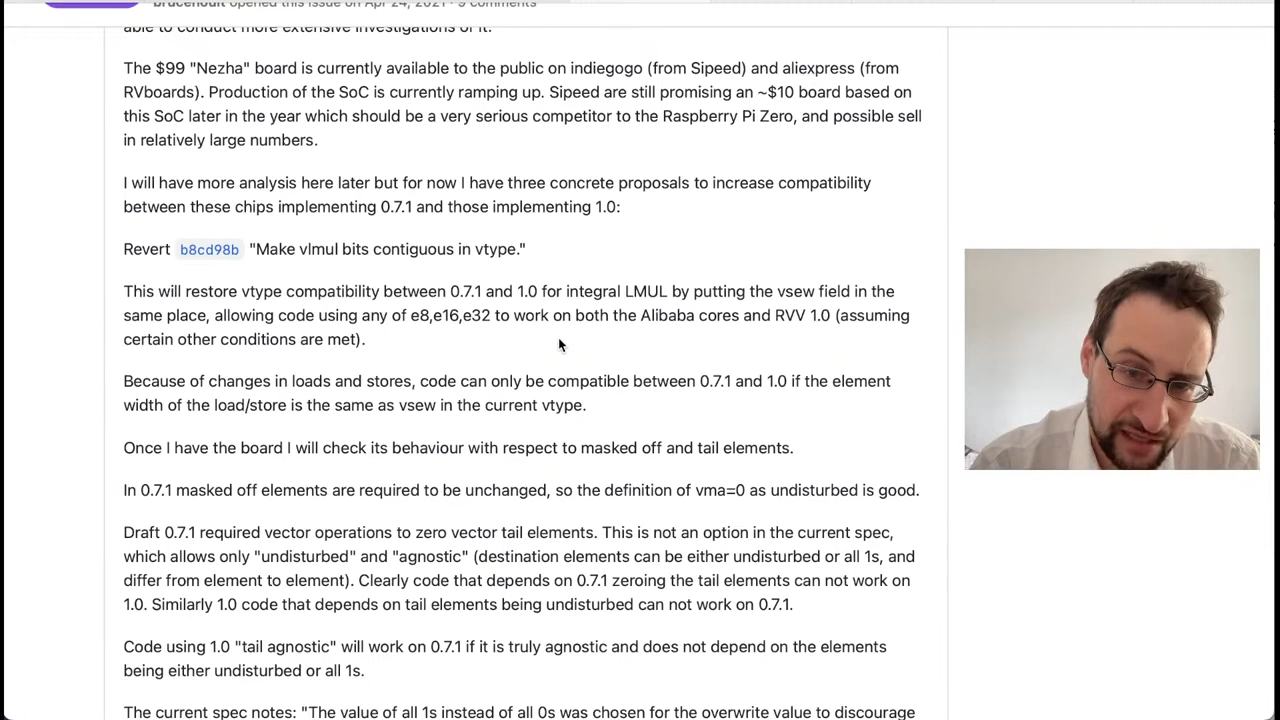 brucehoult opened this issue on Apr 24, 2021 · 9 comments
able to conduct more extensive investigations of it.
The $99 "Nezha" board is currently available to the public on indiegogo (from Sipeed) and aliexpress (from
RVboards). Production of the SoC is currently ramping up. Sipeed are still promising an ~$10 board based on
this SoC later in the year which should be a very serious competitor to the Raspberry Pi Zero, and possible sell
in relatively large numbers.
I will have more analysis here later but for now I have three concrete proposals to increase compatibility
between these chips implementing 0.7.1 and those implementing 1.0:
Revert b8cd98b "Make vlmul bits contiguous in vtype."
This will restore vtype compatibility between 0.7.1 and 1.0 for integral LMUL by putting the vsew field in the
same place, allowing code using any of e8,e16,e32 to work on both the Alibaba cores and RVV 1.0 (assuming
certain other conditions are met).
Because of changes in loads and stores, code can only be compatible between 0.7.1 and 1.0 if the element
width of the load/store is the same as vsew in the current vtype.
Once I have the board I will check its behaviour with respect to masked off and tail elements.
In 0.7.1 masked off elements are required to be unchanged, so the definition of vma=0 as undisturbed is good.
Draft 0.7.1 required vector operations to zero vector tail elements. This is not an option in the current spec,
which allows only "undisturbed" and "agnostic" (destination elements can be either undisturbed or all 1s, and
differ from element to element). Clearly code that depends on 0.7.1 zeroing the tail elements can not work on
1.0. Similarly 1.0 code that depends on tail elements being undisturbed can not work on 0.7.1.
Code using 1.0 "tail agnostic" will work on 0.7.1 if it is truly agnostic and does not depend on the elements
being either undisturbed or all 1s.
The current spec notes: "The value of all 1s instead of all 0s was chosen for the overwrite value to discourage